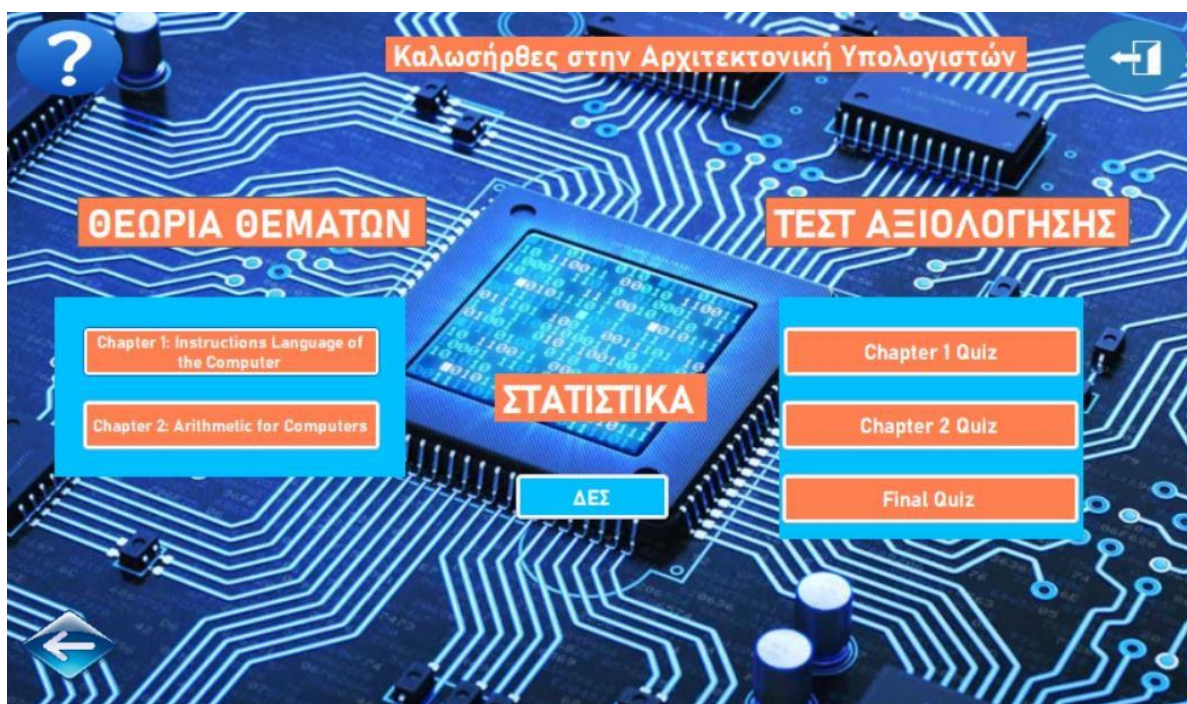 ?
Καλωσήρθες στην Αρχιτεκτονική Υπολογιστών
ΘΕΩΡΙΑ ΘΕΜΑΤΩΝ
Chapter 1: Instructions Language of
the Computer
Chapter 2: Arithmetic for Computers
ΣΤΑΤΙΣΤΙΚΑ
ΔΕΣ
ΤΕΣΤ ΑΞΙΟΛΟΓΗΣΗΣ
Chapter 1 Quiz
Chapter 2 Quiz
Final Quiz